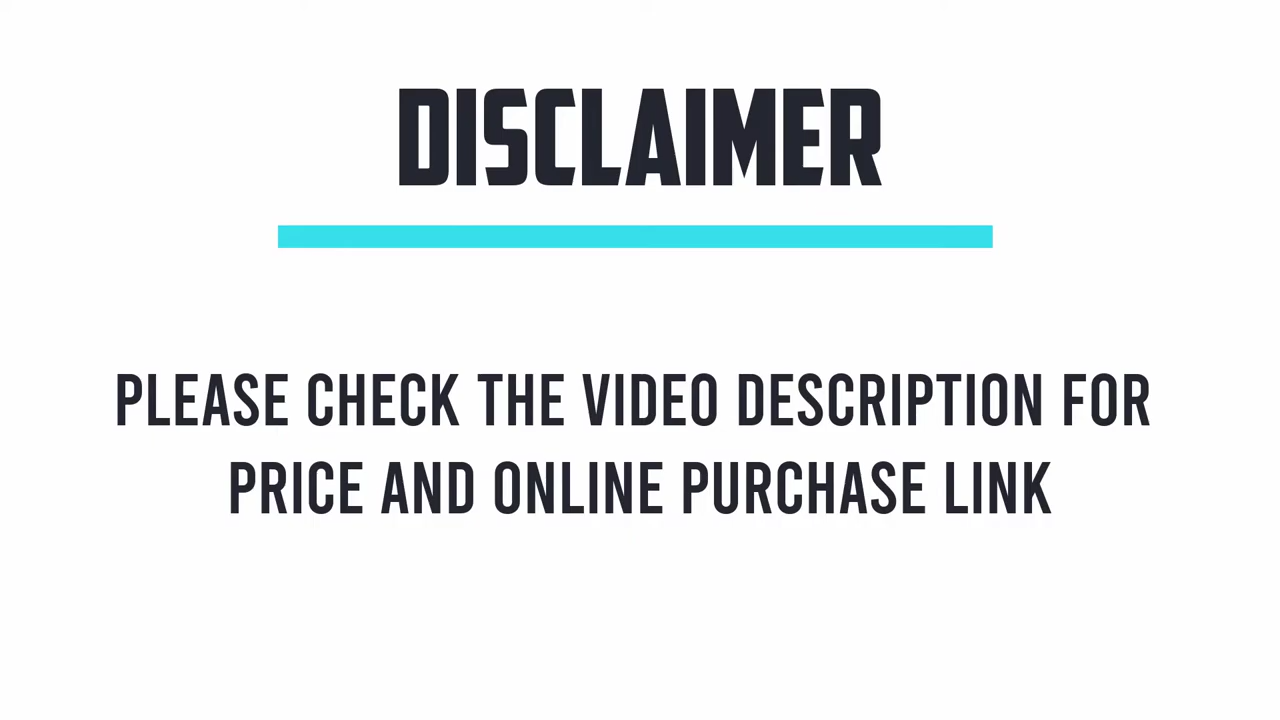 DISCLAIMER
PLEASE CHECK THE VIDEO DESCRIPTION FOR
PRICE AND ONLINE PURCHASE LINK